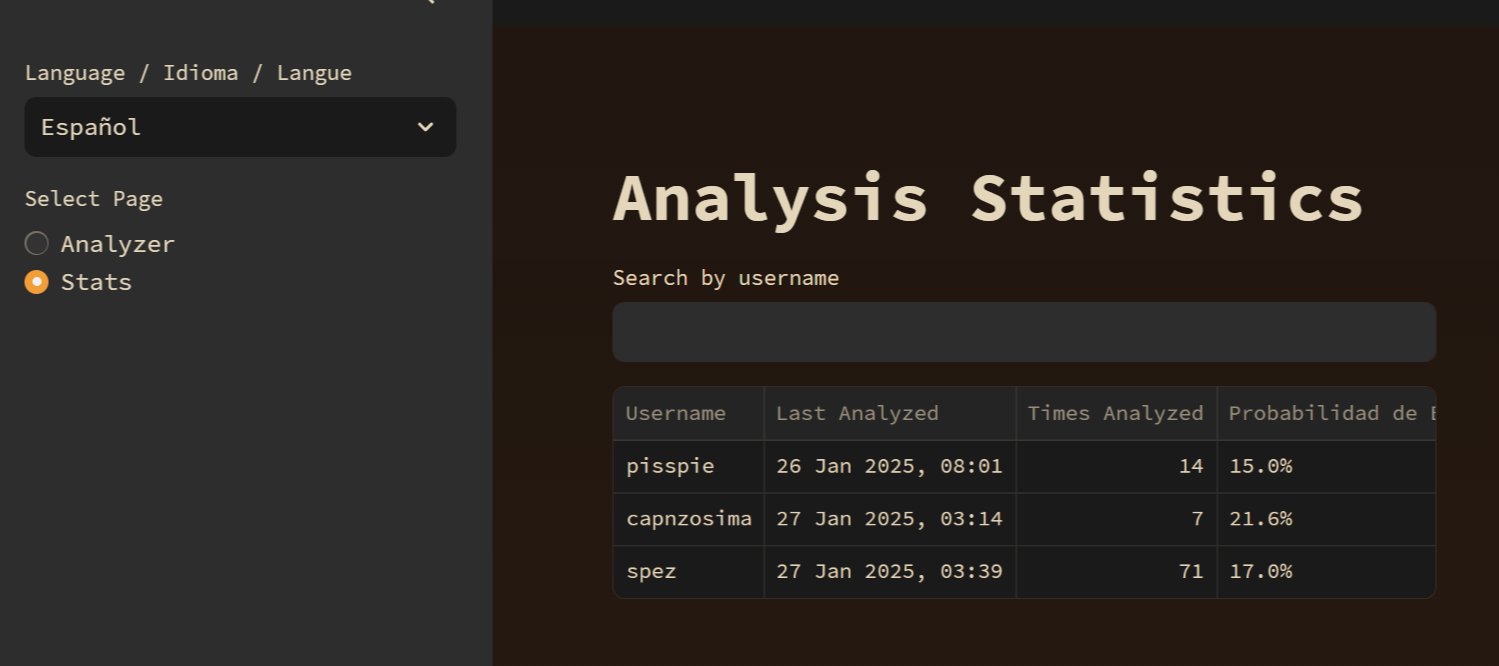 Language / Idioma / Langue
Español
Select Page
Analyzer
Stats
Analysis Statistics
Search by username
Username Last Analyzed Times Analyzed Probabilidad de
pisspie 26 Jan 2025, 08:01 14 15.0%
capnzosima 27 Jan 2025, 03:14 7 21.6%
spez 27 Jan 2025, 03:39 71 17.0%